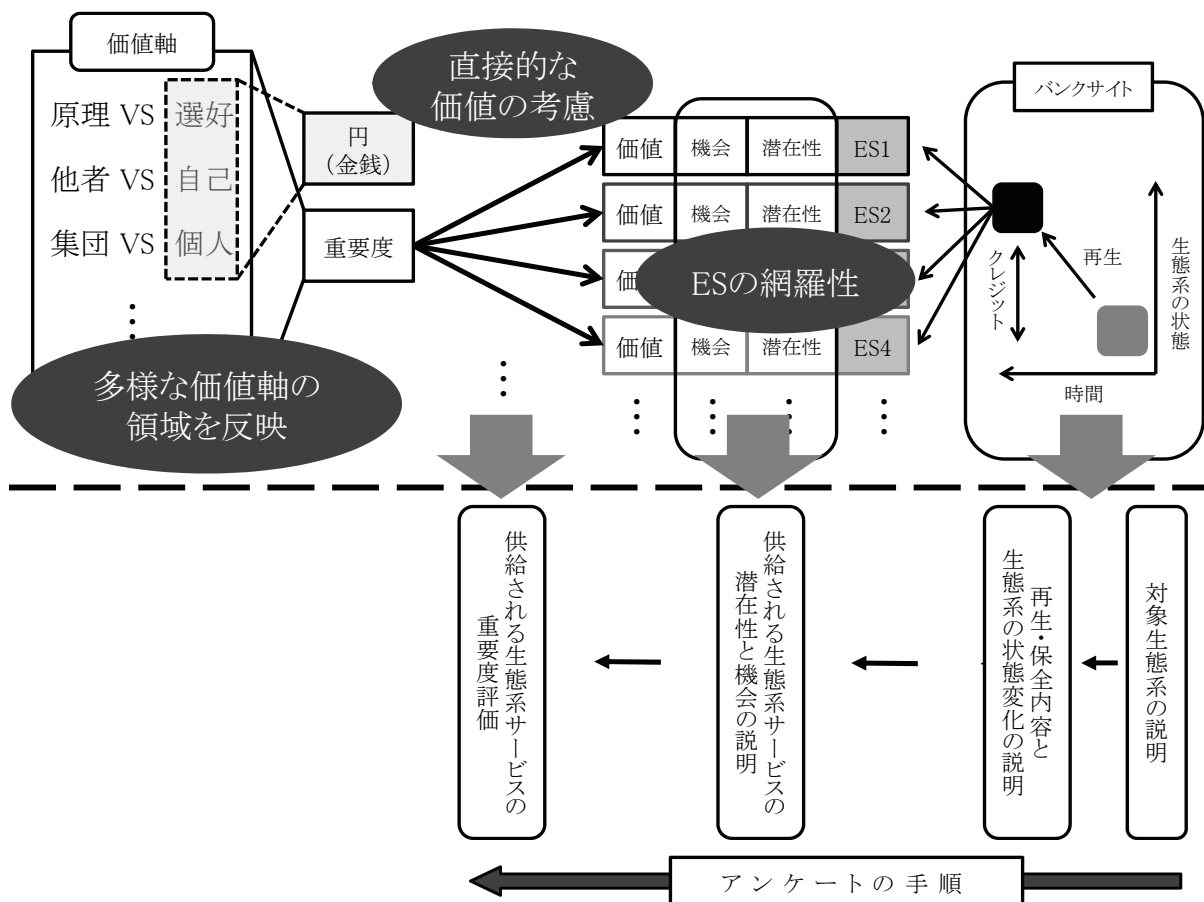 価値軸
原理 VS 選好
他者 VS 自己
集団 VS 個人
多様な価値軸の
領域を反映
円
(金銭)
重要度
直接的な
価値の考慮
価値 機会 潜在性 ES1
価値 機会 潜在性 ES2
価
ESの網羅性
価値 機会 潜在性 ES4
バンクサイト
クレジット
再生
生態系の状態
時間
供給される生態系サービスの
重要度評価
供給される生態系サービスの
潜在性と機会の説明
再生・保全内容と
生態系の状態変化の説明
対象生態系の説明
アンケートの手順